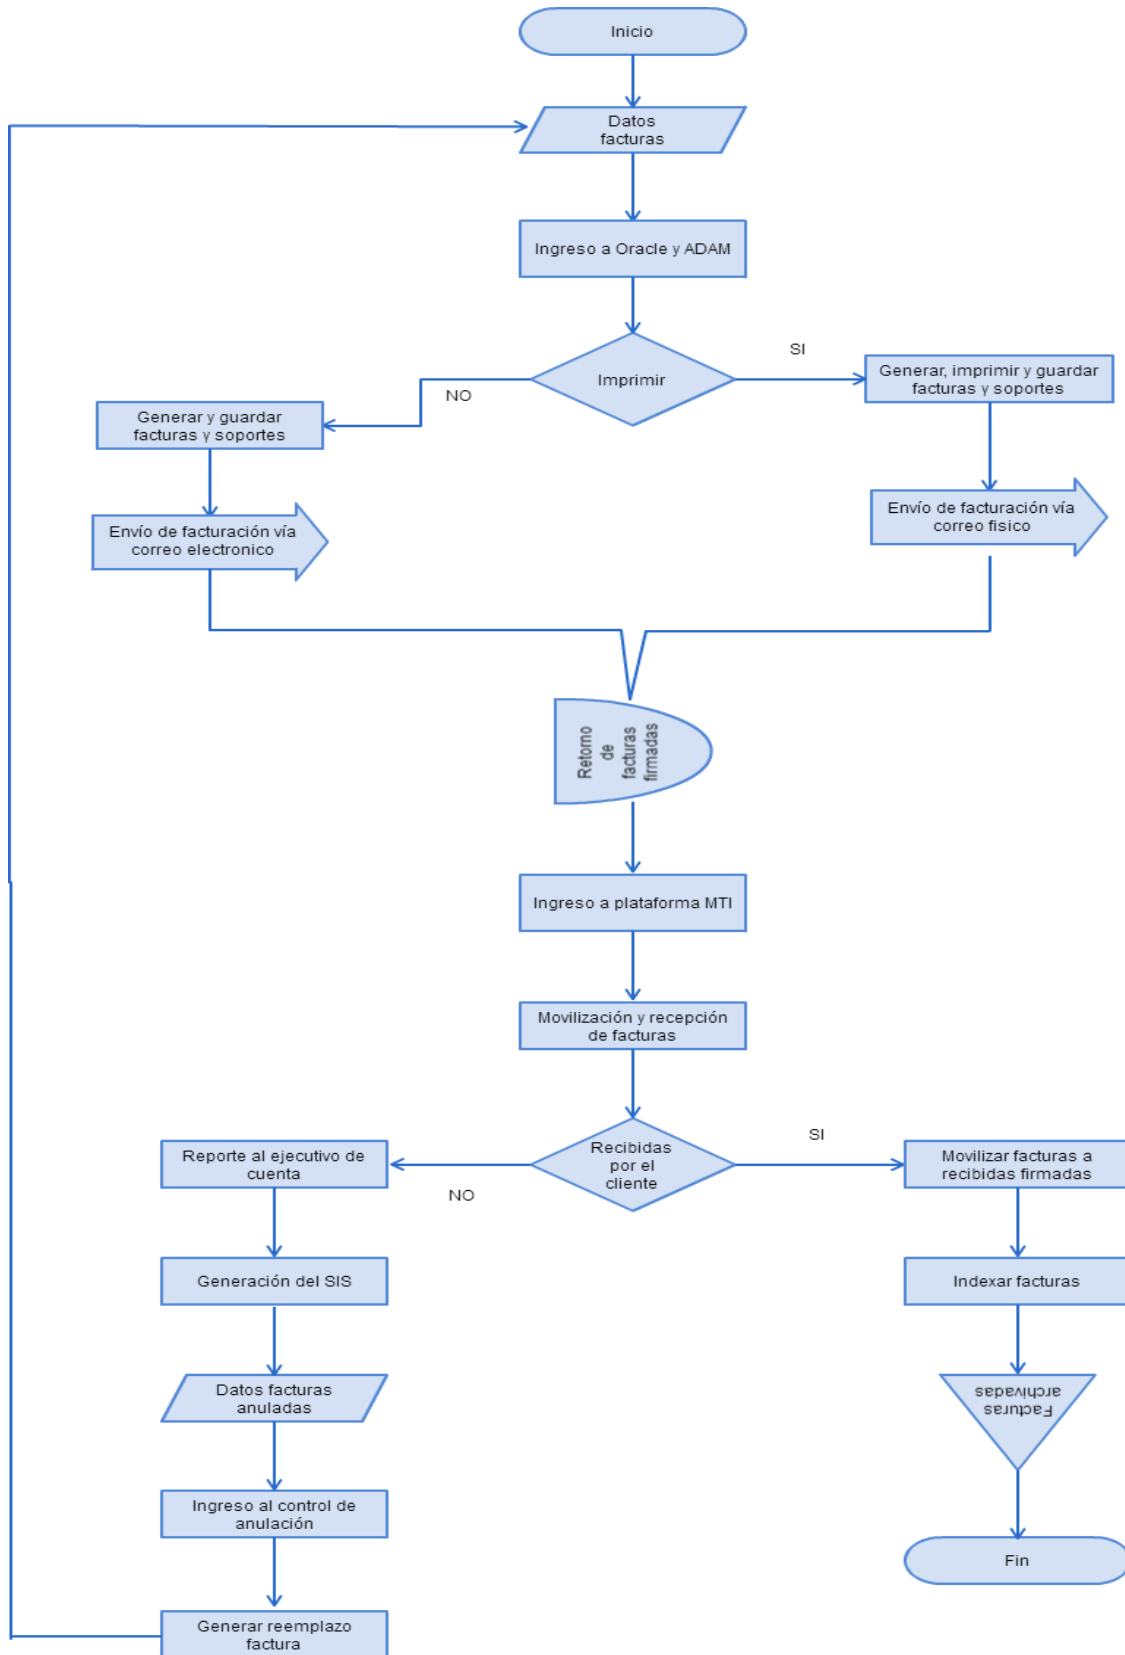 Inicio
Datos
facturas
Ingreso a Oracle y ADAM
Imprimir
SI
NO
Generar, imprimir y guardar
facturas y soportes
Generar y guardar
facturas y soportes
Envío de facturación vía
correo electronico
Envío de facturación vía
correo fisico
Retorno
de
facturas
firmadas
Ingreso a plataforma MTI
Movilización y recepción
de facturas
Recibidas
por el
cliente
SI
NO
Reporte al ejecutivo de
cuenta
Movilizar facturas a
recibidas firmadas
Generación del SIS
Indexar facturas
Datos facturas
anuladas
Facturas
archivadas
Ingreso al control de
anulación
Fin
Generar reemplazo
factura